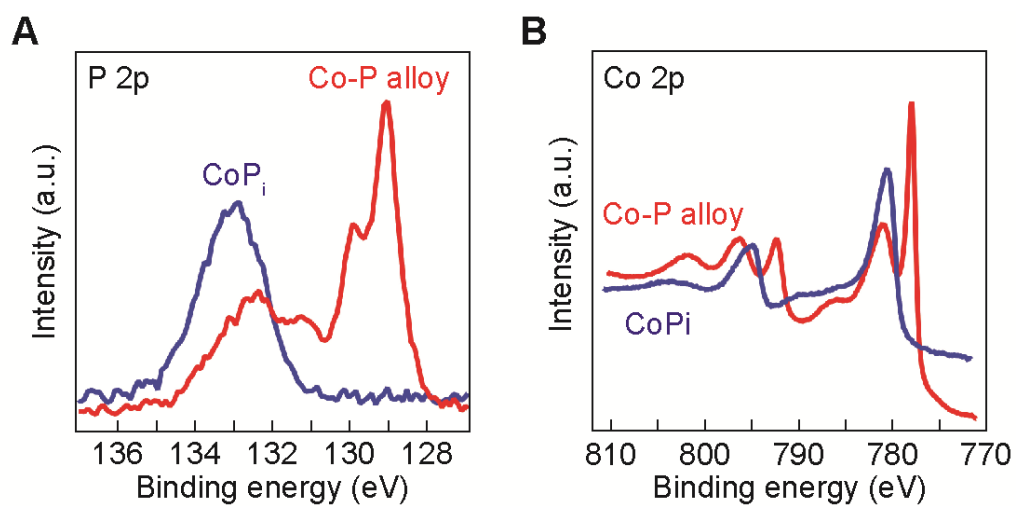 A
P 2p
Co-P alloy
CoPi
Intensity (a.u.)
136 134 132 130 128
Binding energy (eV)
B
Co 2p
Co-P alloy
CoPi
Intensity (a.u.)
810 800 790 780 770
Binding energy (eV)